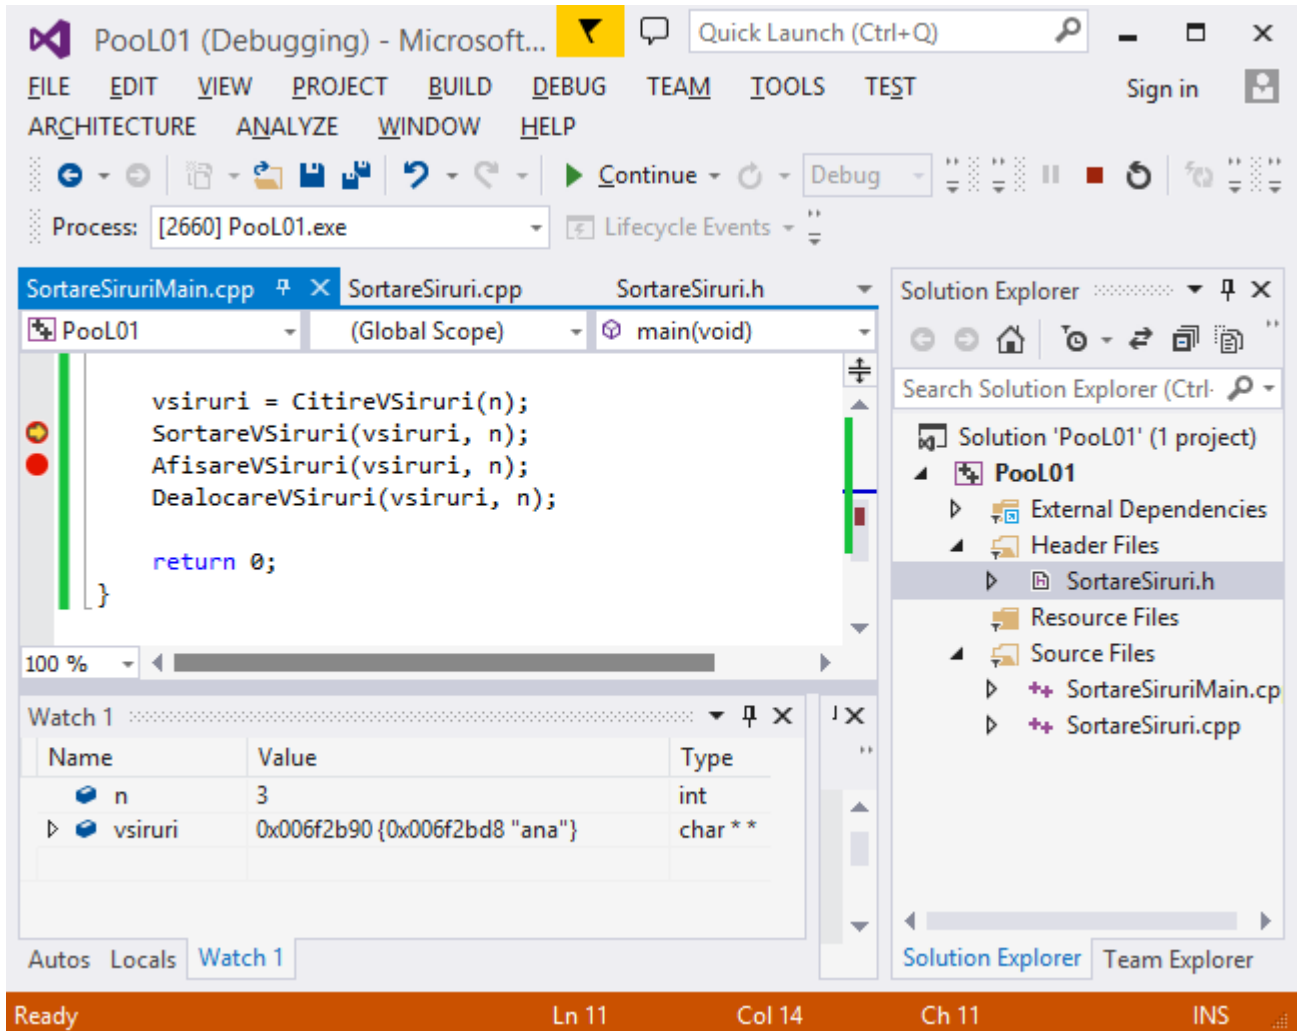 PooL01 (Debugging) - Microsoft...
Quick Launch (Ctrl+Q)
FILE EDIT VIEW PROJECT BUILD DEBUG TEAM TOOLS TEST Sign in
ARCHITECTURE ANALYZE WINDOW HELP
Continue Debug
Process: [2660] PooL01.exe Lifecycle Events
SortareSiruriMain.cpp SortareSiruri.cpp SortareSiruri.h
PooL01 (Global Scope) main(void)
vsiruri = CitireVSiruri(n);
SortareVSiruri(vsiruri, n);
AfisareVSiruri(vsiruri, n);
DealocareVSiruri(vsiruri, n);
return 0;
}
100 %
Solution Explorer
Search Solution Explorer (Ctrl-
Solution 'PooL01' (1 project)
PooL01
External Dependencies
Header Files
SortareSiruri.h
Resource Files
Source Files
SortareSiruriMain.cp
SortareSiruri.cpp
Watch 1
Name Value Type
n 3 int
vsiruri 0x006f2b90 {0x006f2bd8 "ana"} char * *
Autos Locals Watch 1
Solution Explorer Team Explorer
Ready Ln 11 Col 14 Ch 11 INS